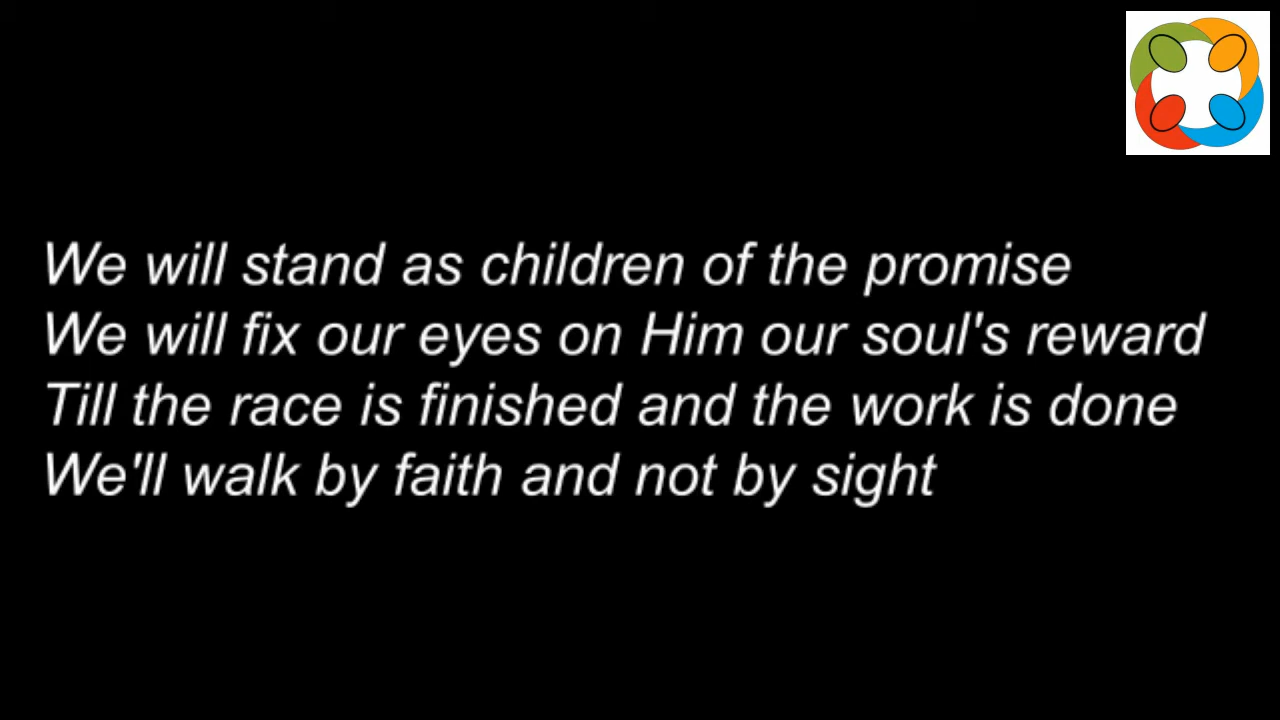 We will stand as children of the promise
We will fix our eyes on Him our soul's reward
Till the race is finished and the work is done
We'll walk by faith and not by sight